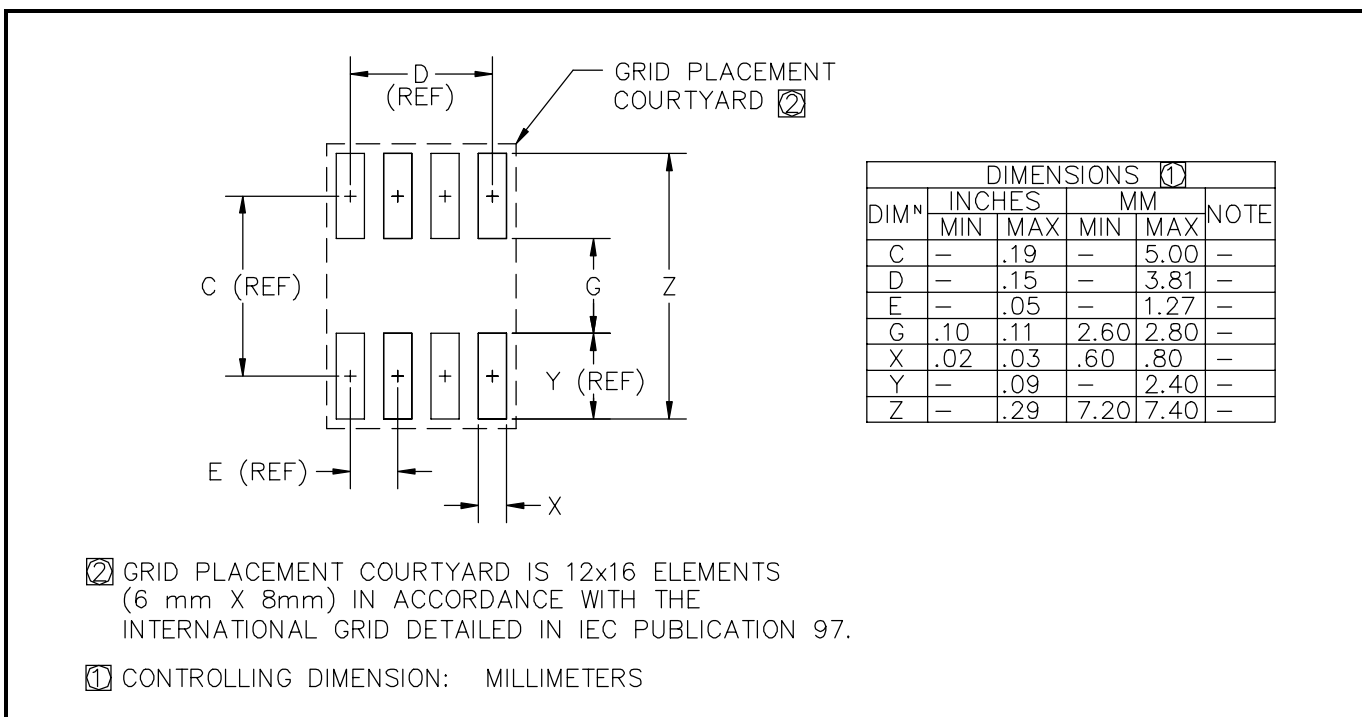 D
(REF)
GRID PLACEMENT
COURTYARD 2
C (REF)
G
Z
Y (REF)
E (REF)
X
DIMENSIONS 1
DIMᴺ INCHES MM NOTE
MIN MAX MIN MAX
C – .19 – 5.00 –
D – .15 – 3.81 –
E – .05 – 1.27 –
G .10 .11 2.60 2.80 –
X .02 .03 .60 .80 –
Y – .09 – 2.40 –
Z – .29 7.20 7.40 –
2 GRID PLACEMENT COURTYARD IS 12x16 ELEMENTS
(6 mm X 8mm) IN ACCORDANCE WITH THE
INTERNATIONAL GRID DETAILED IN IEC PUBLICATION 97.
1 CONTROLLING DIMENSION: MILLIMETERS